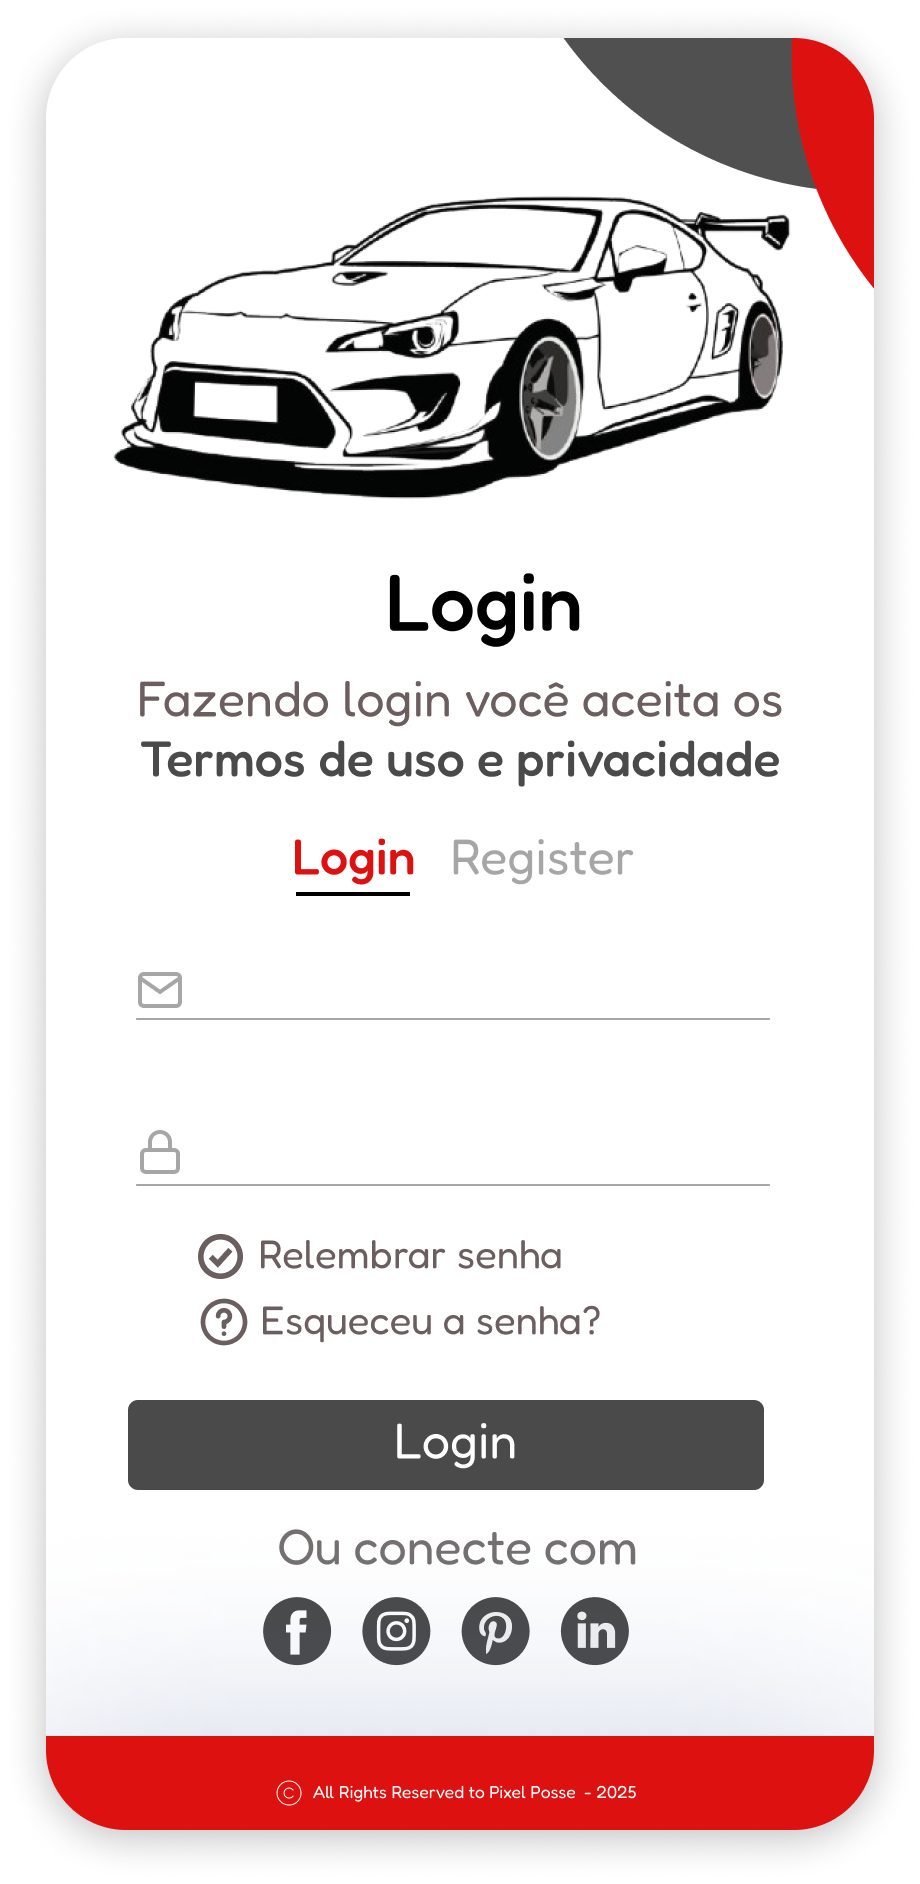 Login
Fazendo login você aceita os
Termos de uso e privacidade
Login Register
Relembrar senha
Esqueceu a senha?
Login
Ou conecte com
© All Rights Reserved to Pixel Posse - 2025